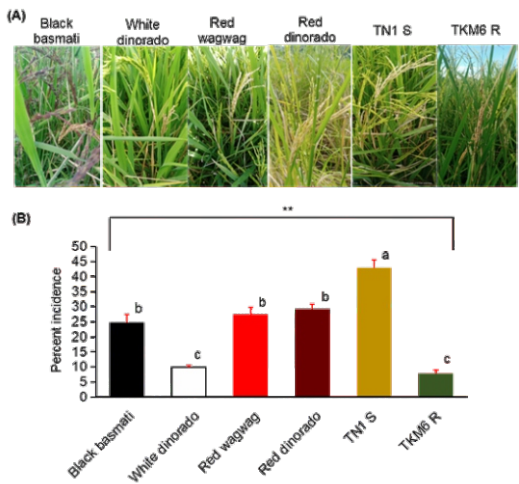 (A)
Black basmati
White dinorado
Red wagwag
Red dinorado
TN1 S
TKM6 R
(B)
**
Percent incidence
50
45
40
35
30
25
20
15
10
5
0
b
c
b
b
a
c
Black basmati
White dinorado
Red wagwag
Red dinorado
TN1 S
TKM6 R